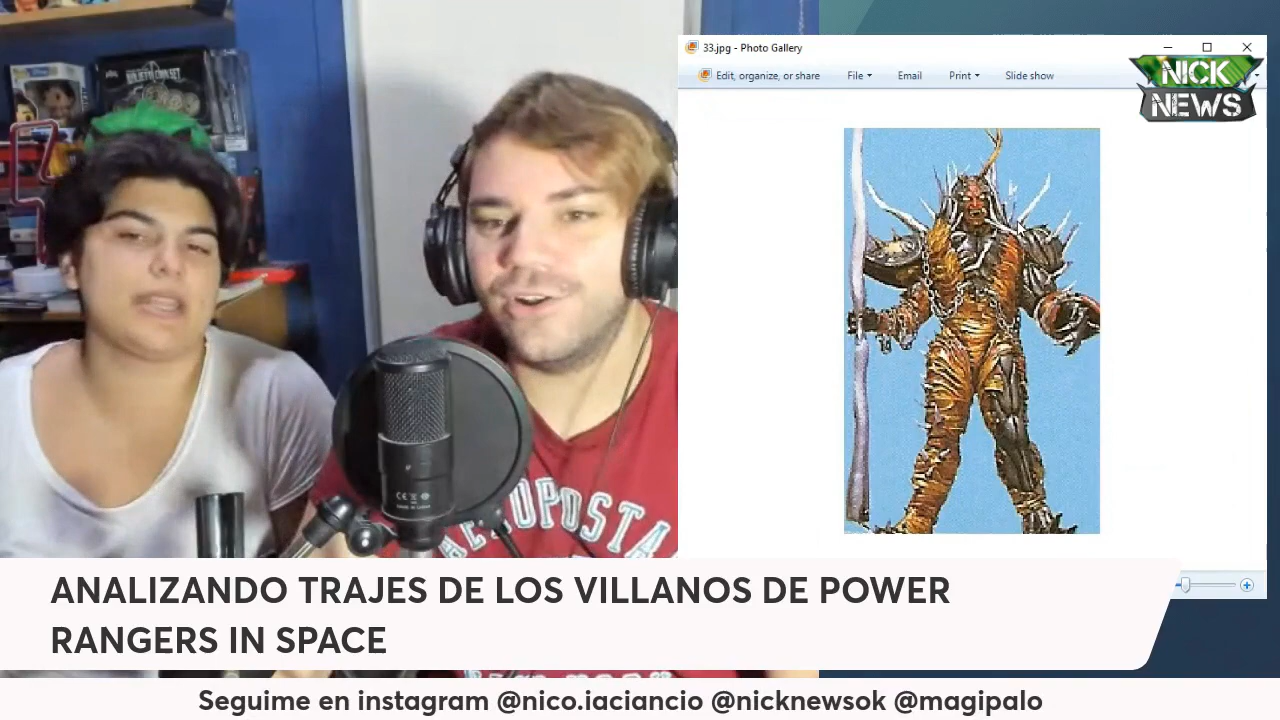 33.jpg - Photo Gallery
Edit, organize, or share
File
Email
Print
Slide show
NICK
NEWS
AEROPOSTA
ANALIZANDO TRAJES DE LOS VILLANOS DE POWER
RANGERS IN SPACE
Seguime en instagram @nico.iaciancio @nicknewsok @magipalo